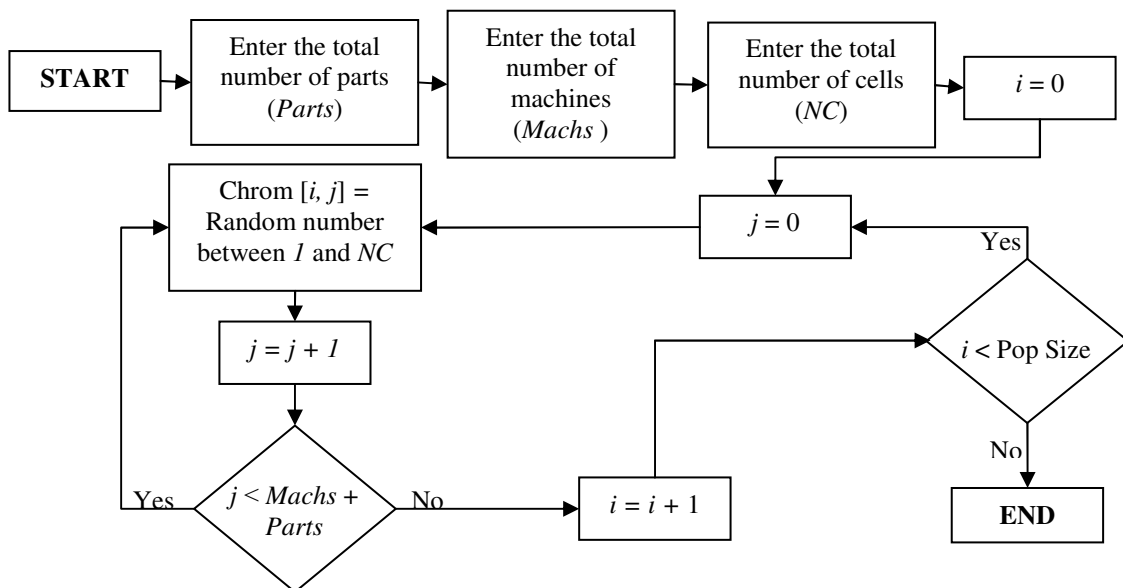 START
Enter the total
number of parts
(Parts)
Enter the total
number of
machines
(Machs )
Enter the total
number of cells
(NC)
i = 0
j = 0
Chrom [i, j] =
Random number
between 1 and NC
j = j + 1
j < Machs +
Parts
Yes
No
i = i + 1
i < Pop Size
Yes
No
END